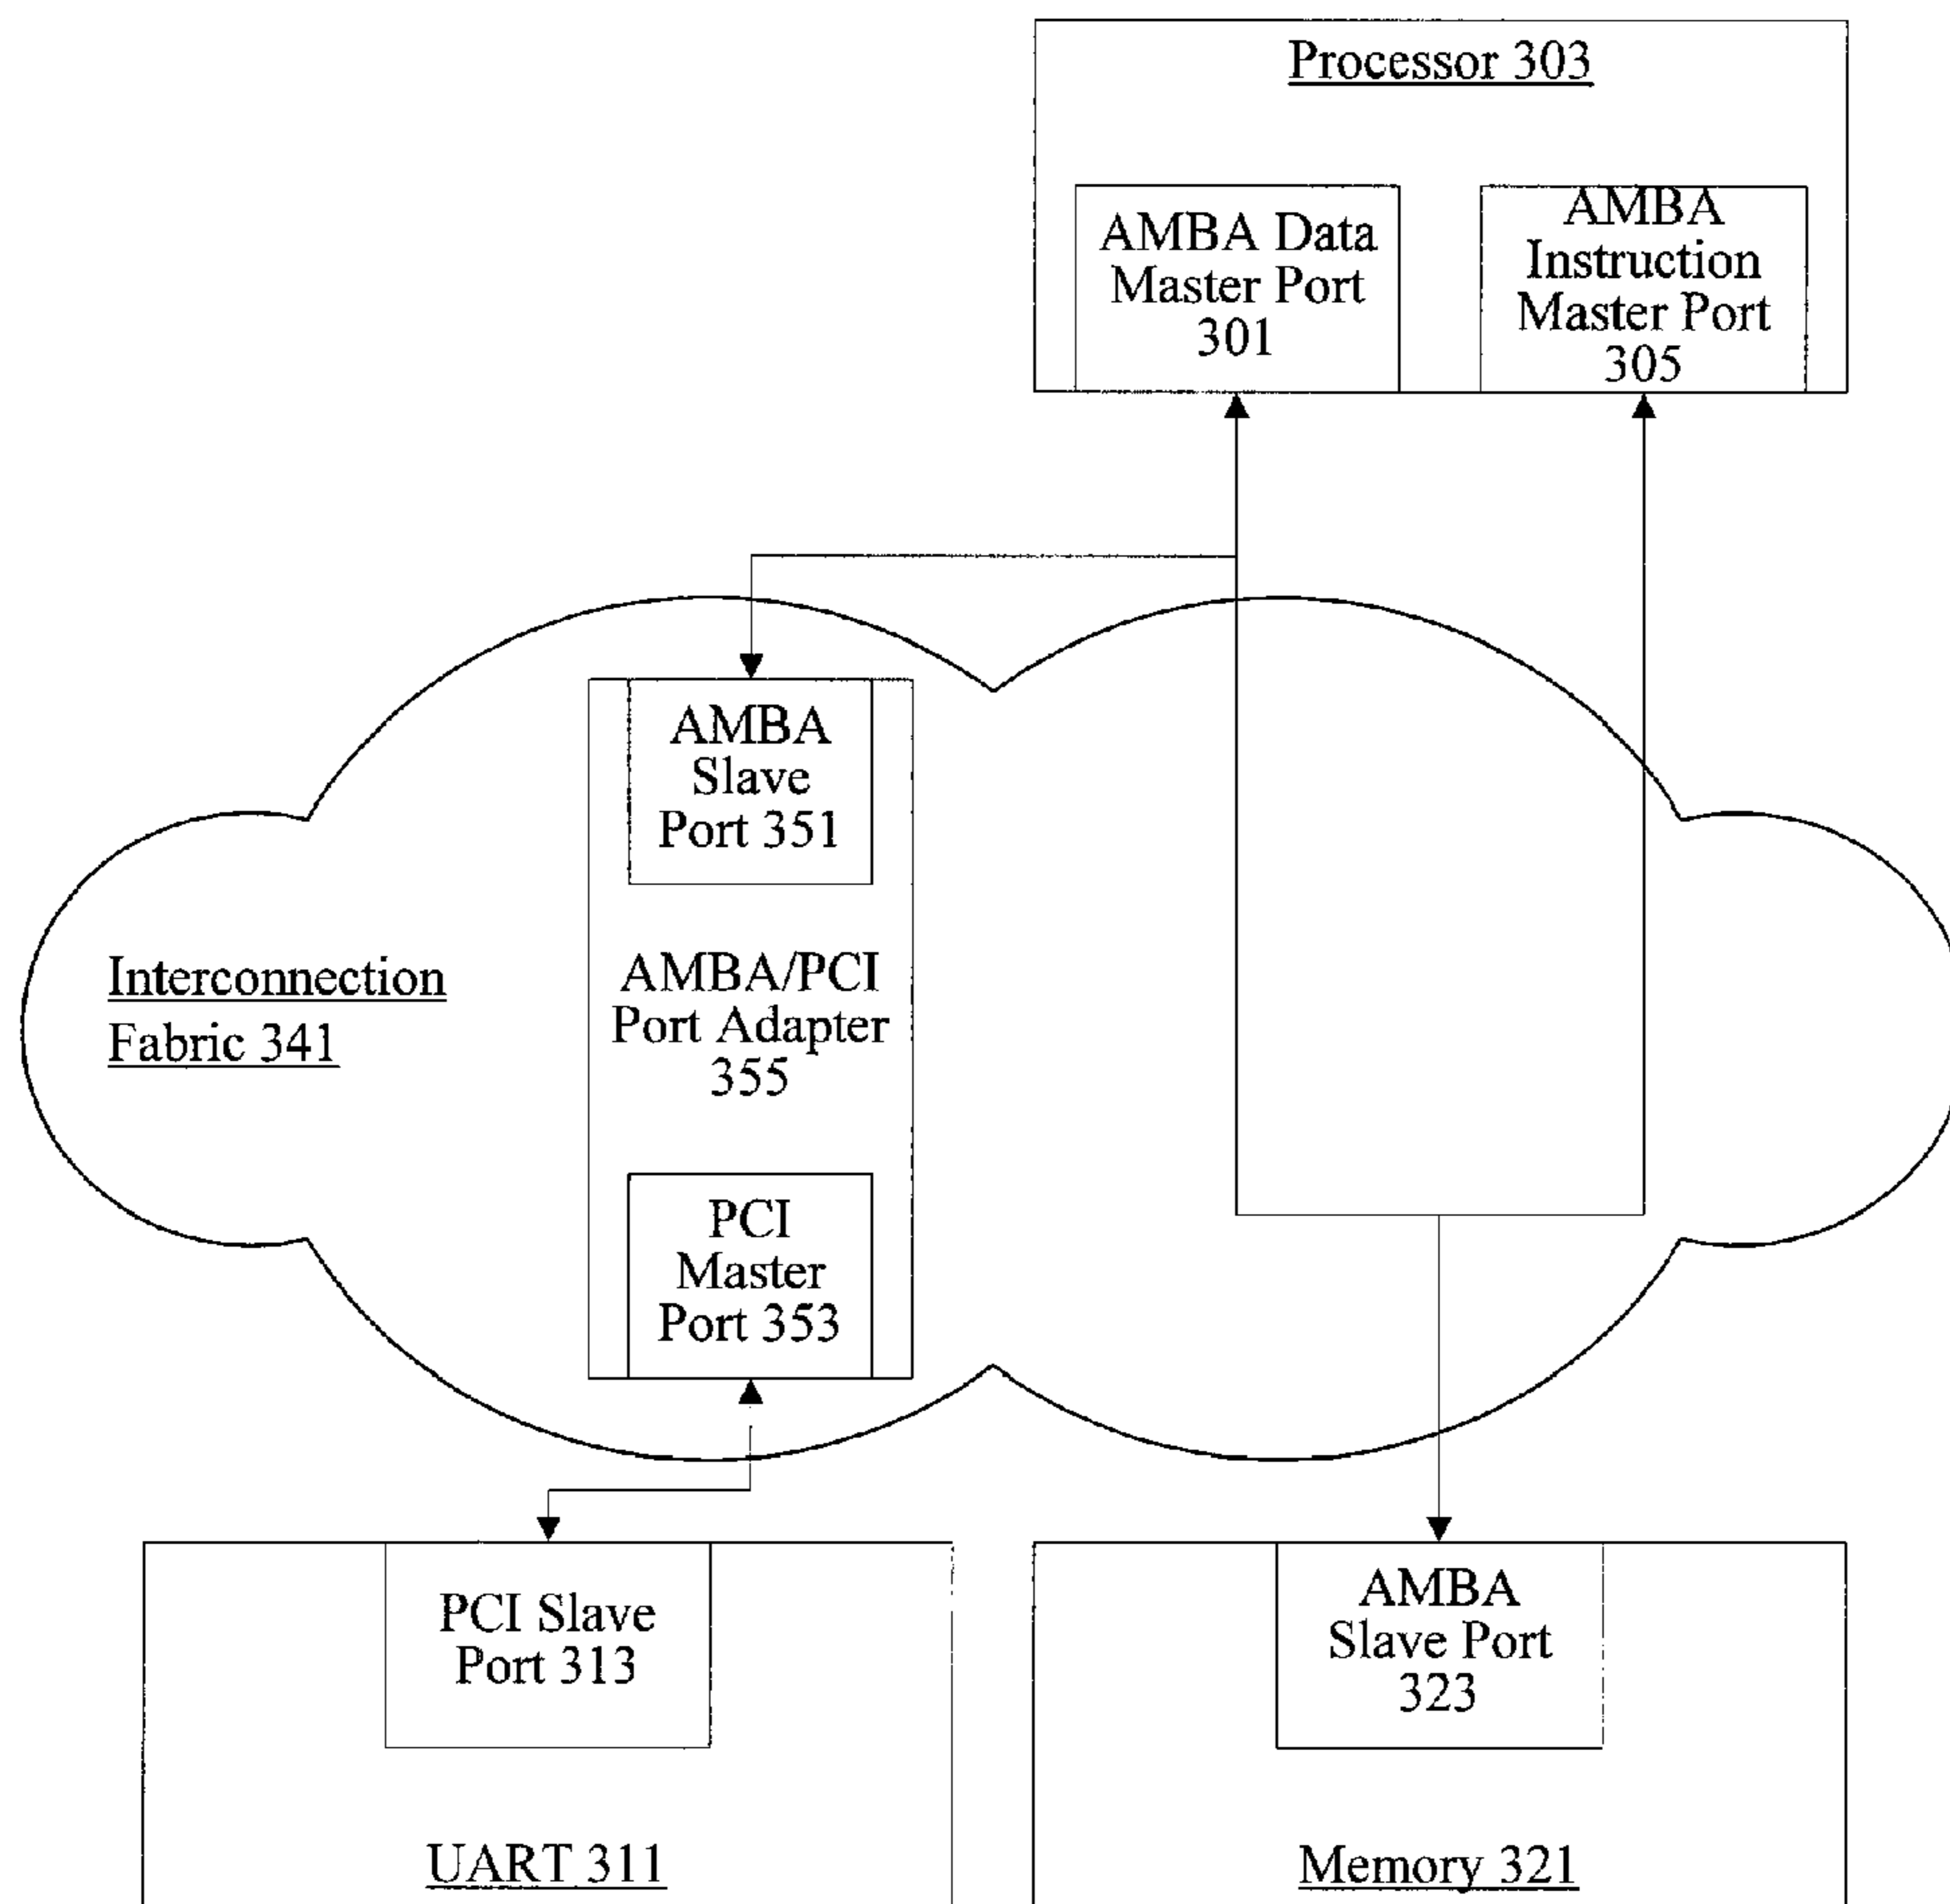 Processor 303
AMBA Data
Master Port
301
AMBA
Instruction
Master Port
305
AMBA
Slave
Port 351
Interconnection
Fabric 341
AMBA/PCI
Port Adapter
355
PCI
Master
Port 353
PCI Slave
Port 313
AMBA
Slave Port
323
UART 311
Memory 321